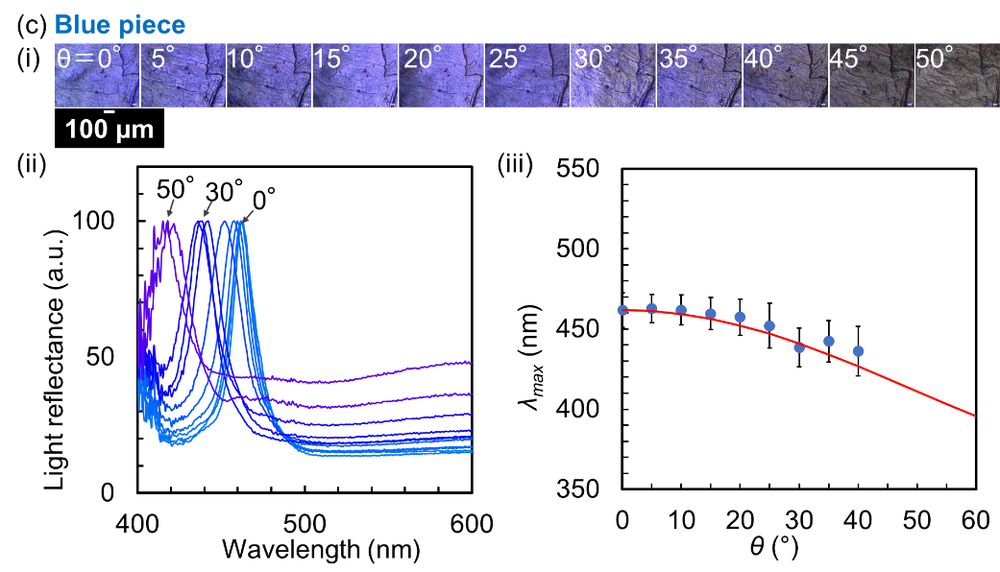 (c) Blue piece
(i) θ=0° 5° 10° 15° 20° 25° 30° 35° 40° 45° 50°
100 μm
(ii)
50° 30° 0°
100
50
0
400 500 600
Light reflectance (a.u.)
Wavelength (nm)
(iii)
550
500
450
400
350
0 10 20 30 40 50 60
λmax (nm)
θ (°)